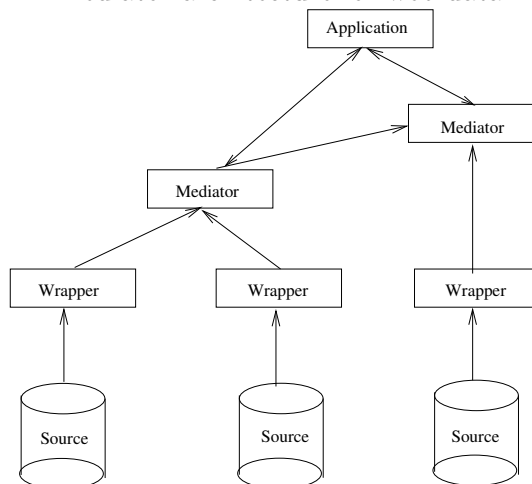 Application
Mediator
Mediator
Wrapper
Wrapper
Wrapper
Source
Source
Source